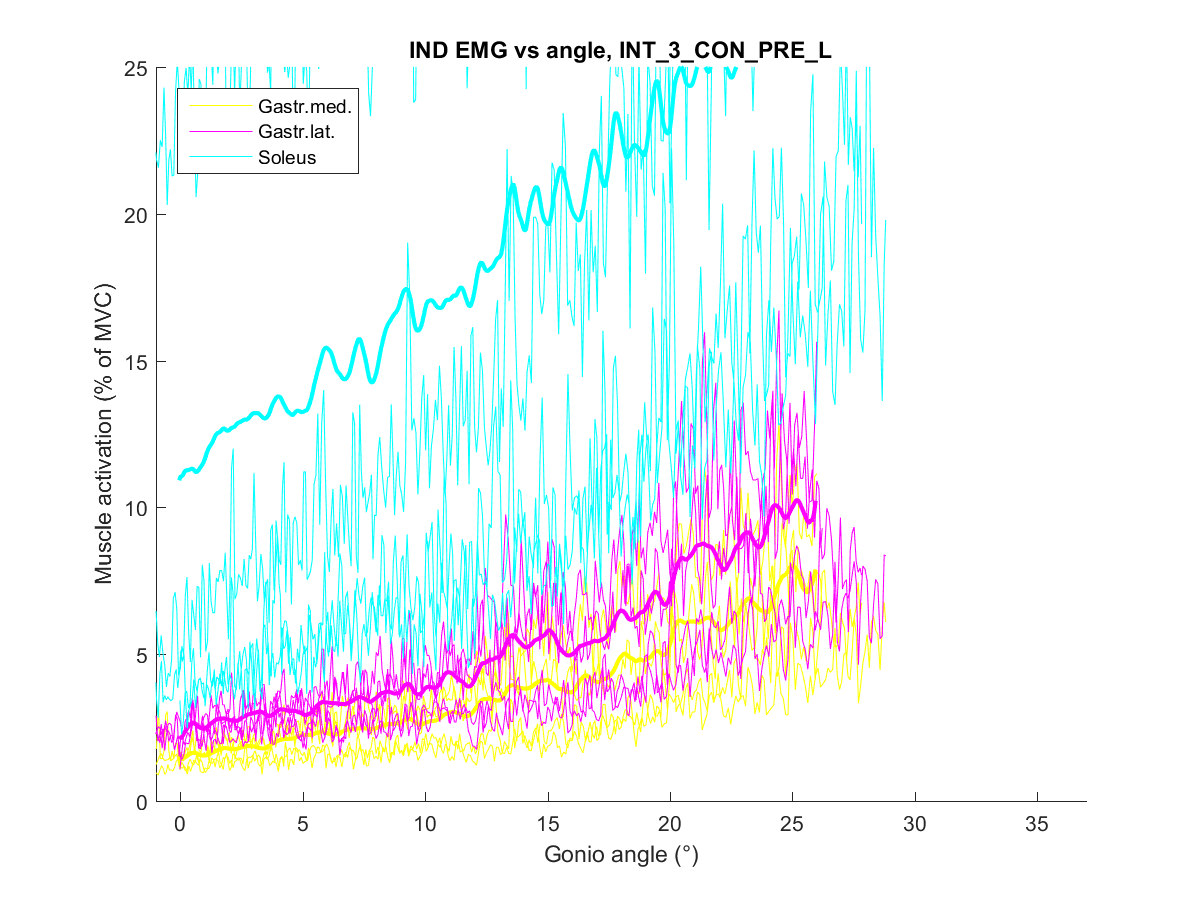 IND EMG vs angle, INT_3_CON_PRE_L
25
20
15
10
5
0
Muscle activation (% of MVC)
Gastr.med.
Gastr.lat.
Soleus
0 5 10 15 20 25 30 35
Gonio angle (°)